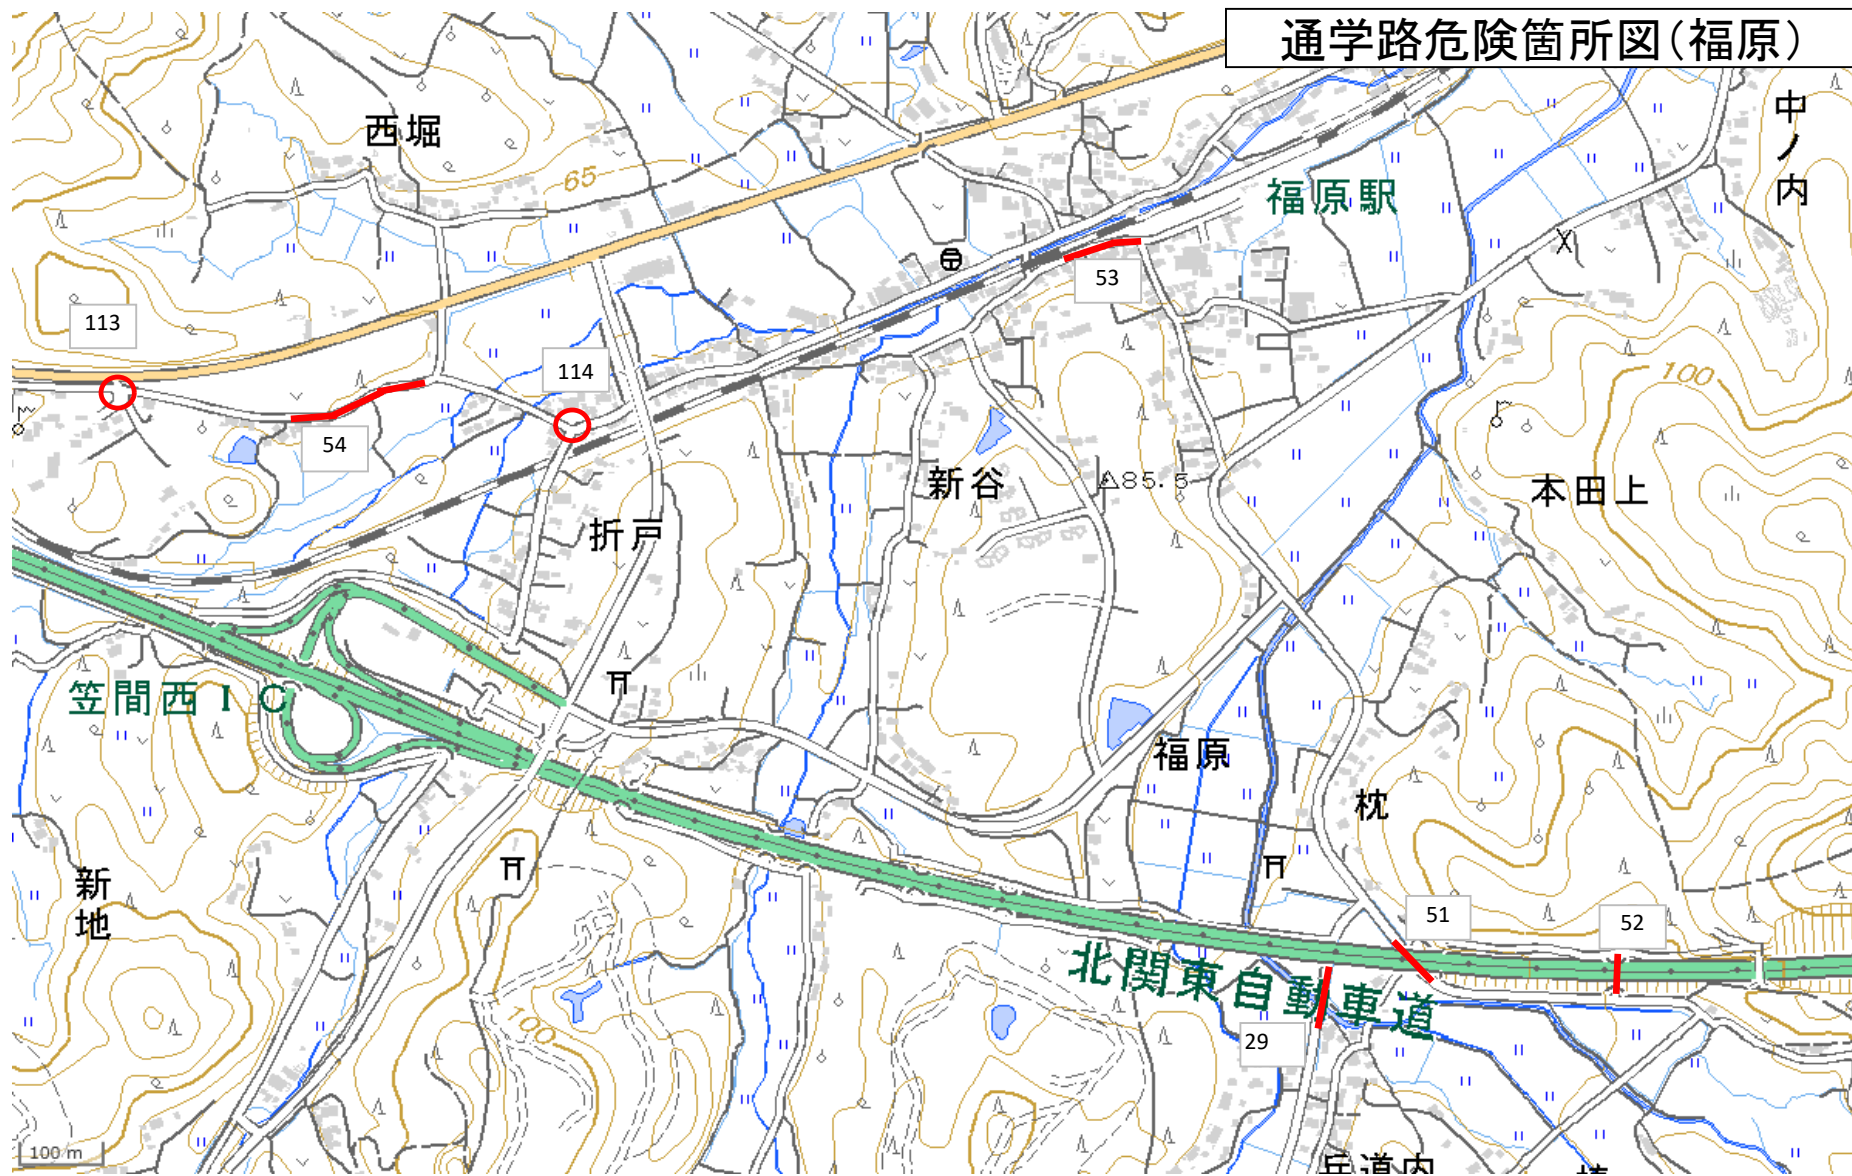 通学路危険箇所図(福原)
中ノ内
西堀
65
福原駅
53
113
114
100
54
新谷
85.5
本田上
折戸
笠間西IC
福原
枕
新地
51
52
北関東自動車道
29
100
100 m